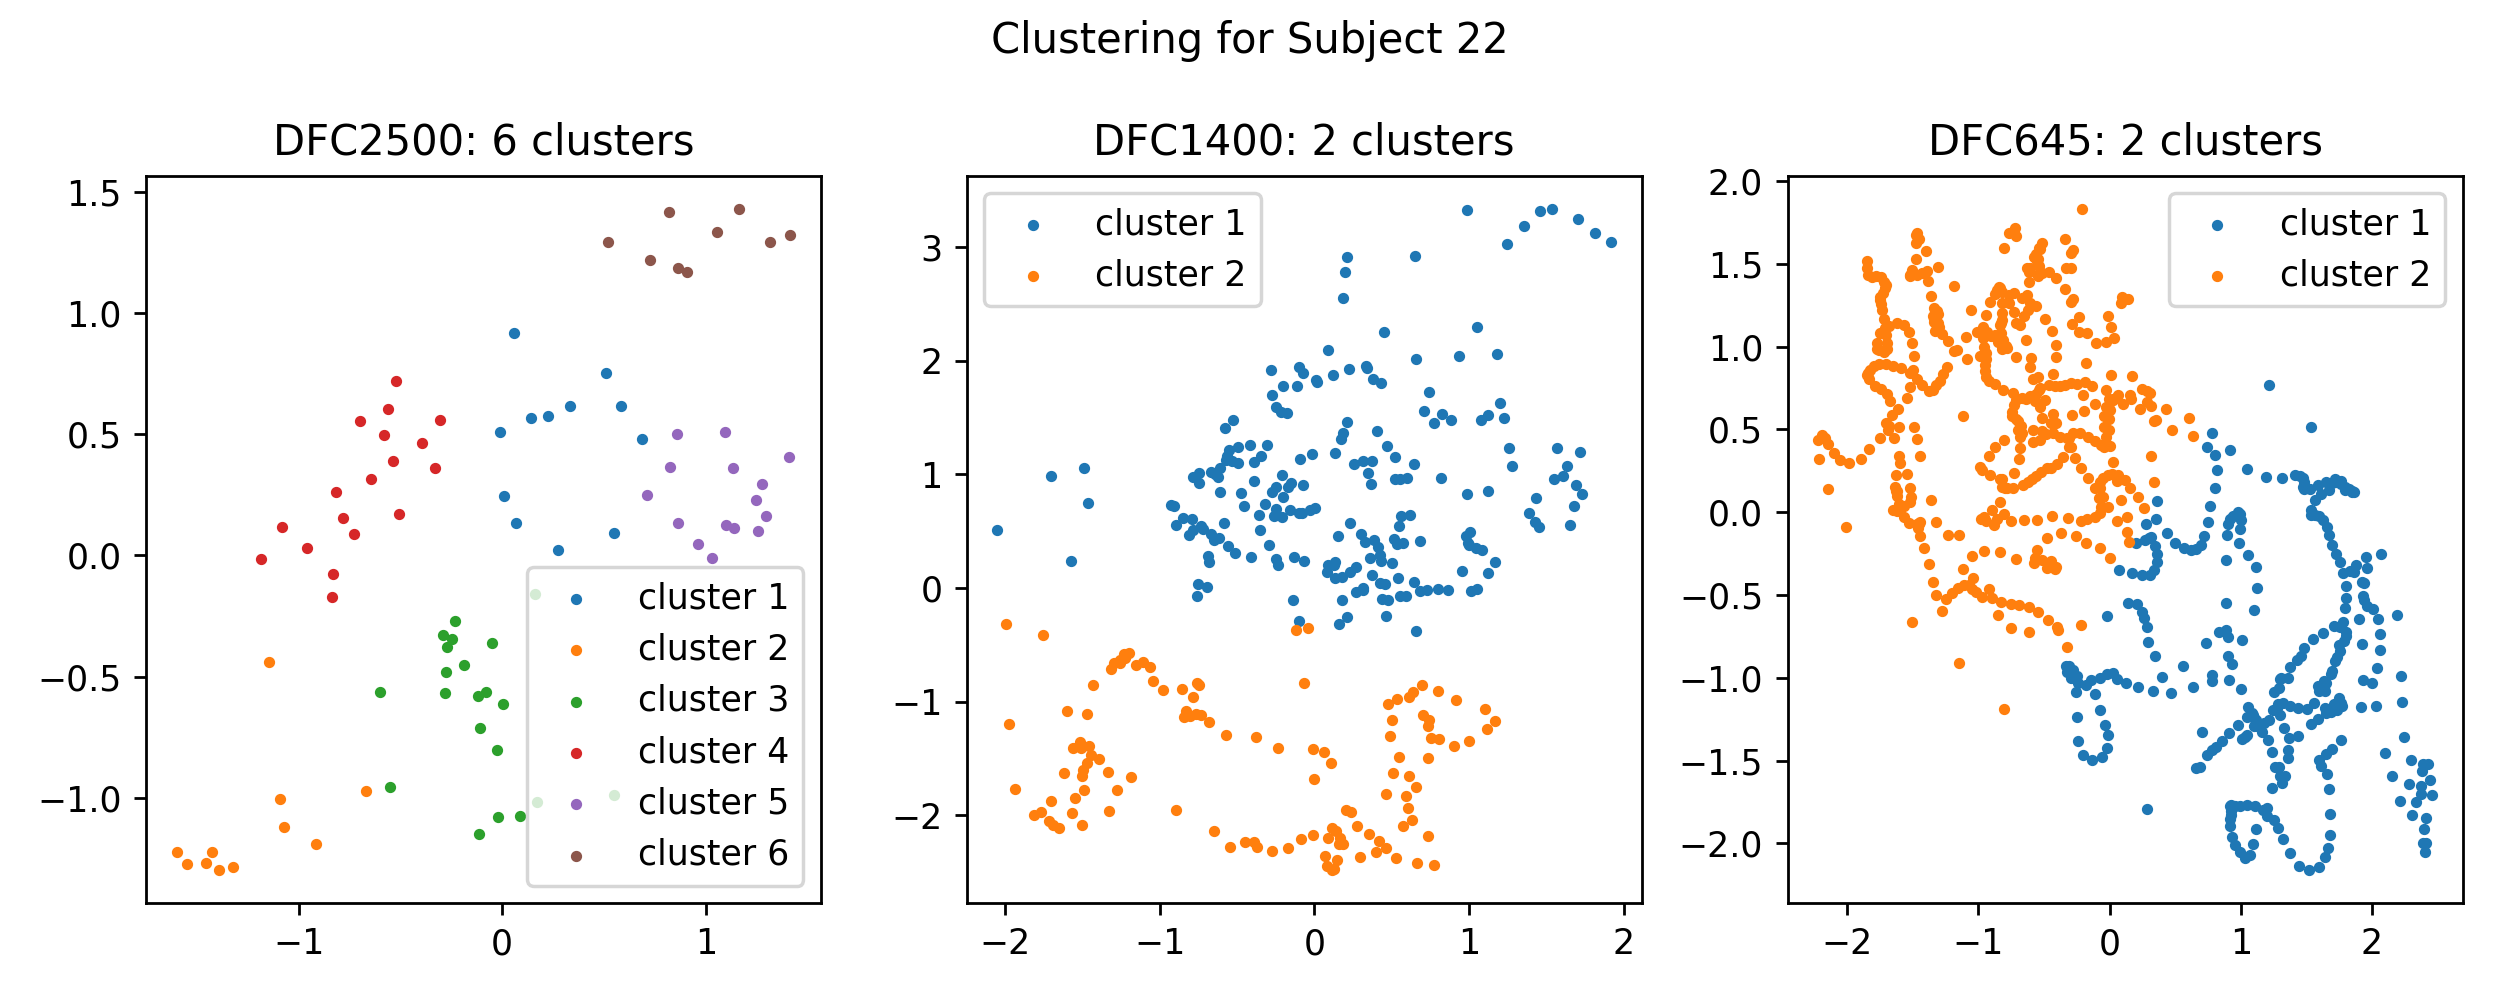 Clustering for Subject 22
DFC2500: 6 clusters
1.5
1.0
0.5
0.0
−0.5
−1.0
−1
0
1
cluster 1
cluster 2
cluster 3
cluster 4
cluster 5
cluster 6
DFC1400: 2 clusters
3
2
1
0
−1
−2
−2
−1
0
1
2
cluster 1
cluster 2
DFC645: 2 clusters
2.0
1.5
1.0
0.5
0.0
−0.5
−1.0
−1.5
−2.0
−2
−1
0
1
2
cluster 1
cluster 2